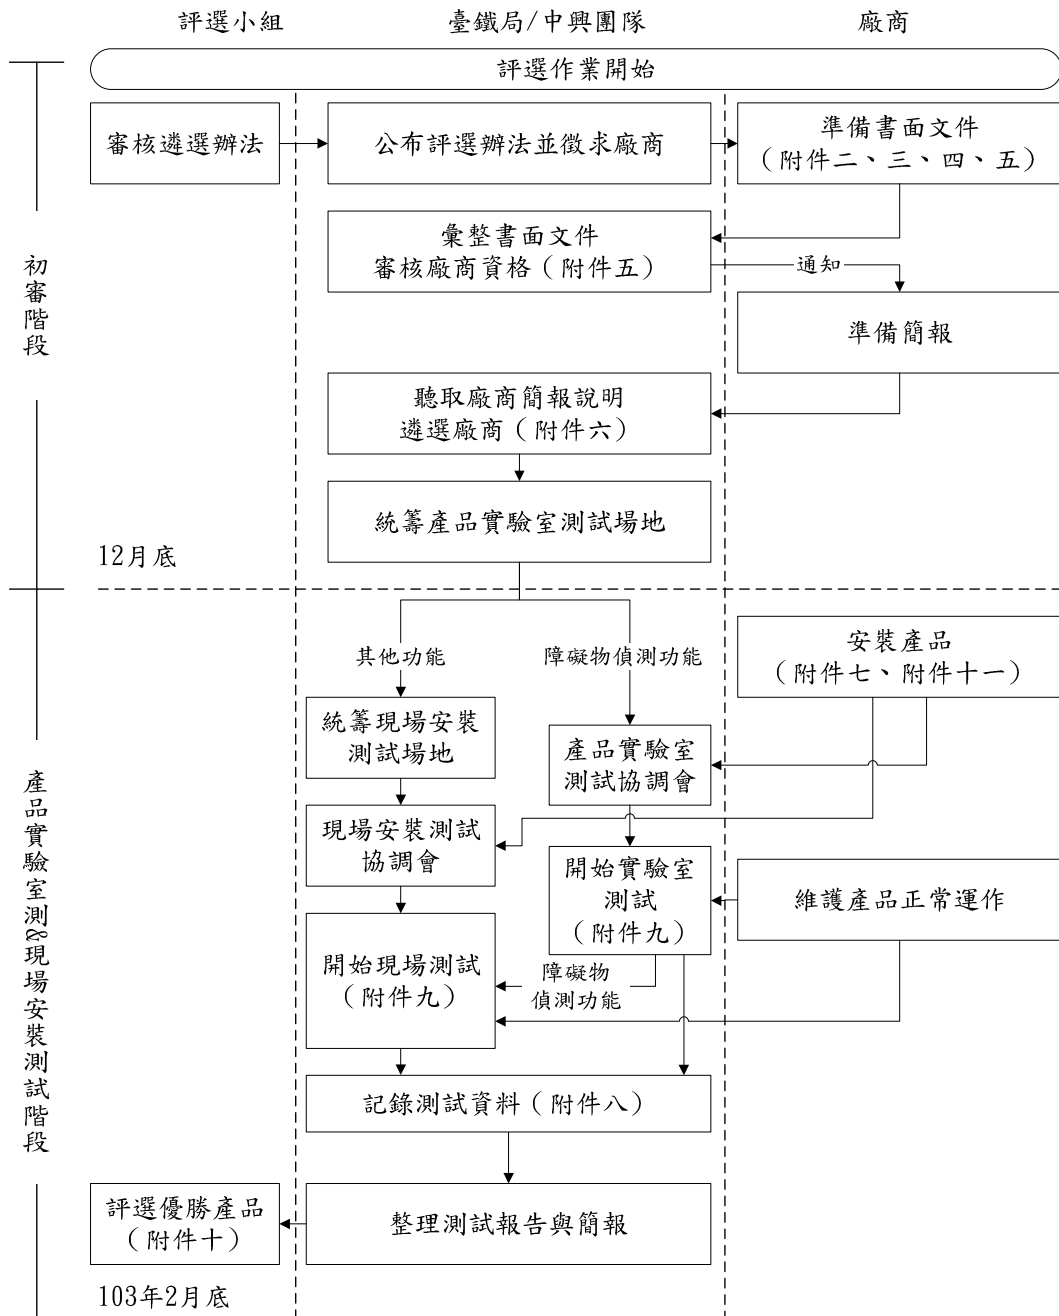 評選小組
臺鐵局/中興團隊
廠商
評選作業開始
審核遴選辦法
公布評選辦法並徵求廠商
準備書面文件
（附件二、三、四、五）
彙整書面文件
審核廠商資格（附件五）
通知
準備簡報
初審階段
聽取廠商簡報說明
遴選廠商（附件六）
統籌產品實驗室測試場地
12月底
其他功能
障礙物偵測功能
安裝產品
（附件七、附件十一）
統籌現場安裝
測試場地
產品實驗室
測試協調會
現場安裝測試
協調會
開始實驗室
測試
（附件九）
維護產品正常運作
產品實驗室測&現場安裝測試階段
開始現場測試
（附件九）
障礙物
偵測功能
記錄測試資料（附件八）
評選優勝產品
（附件十）
整理測試報告與簡報
103年2月底